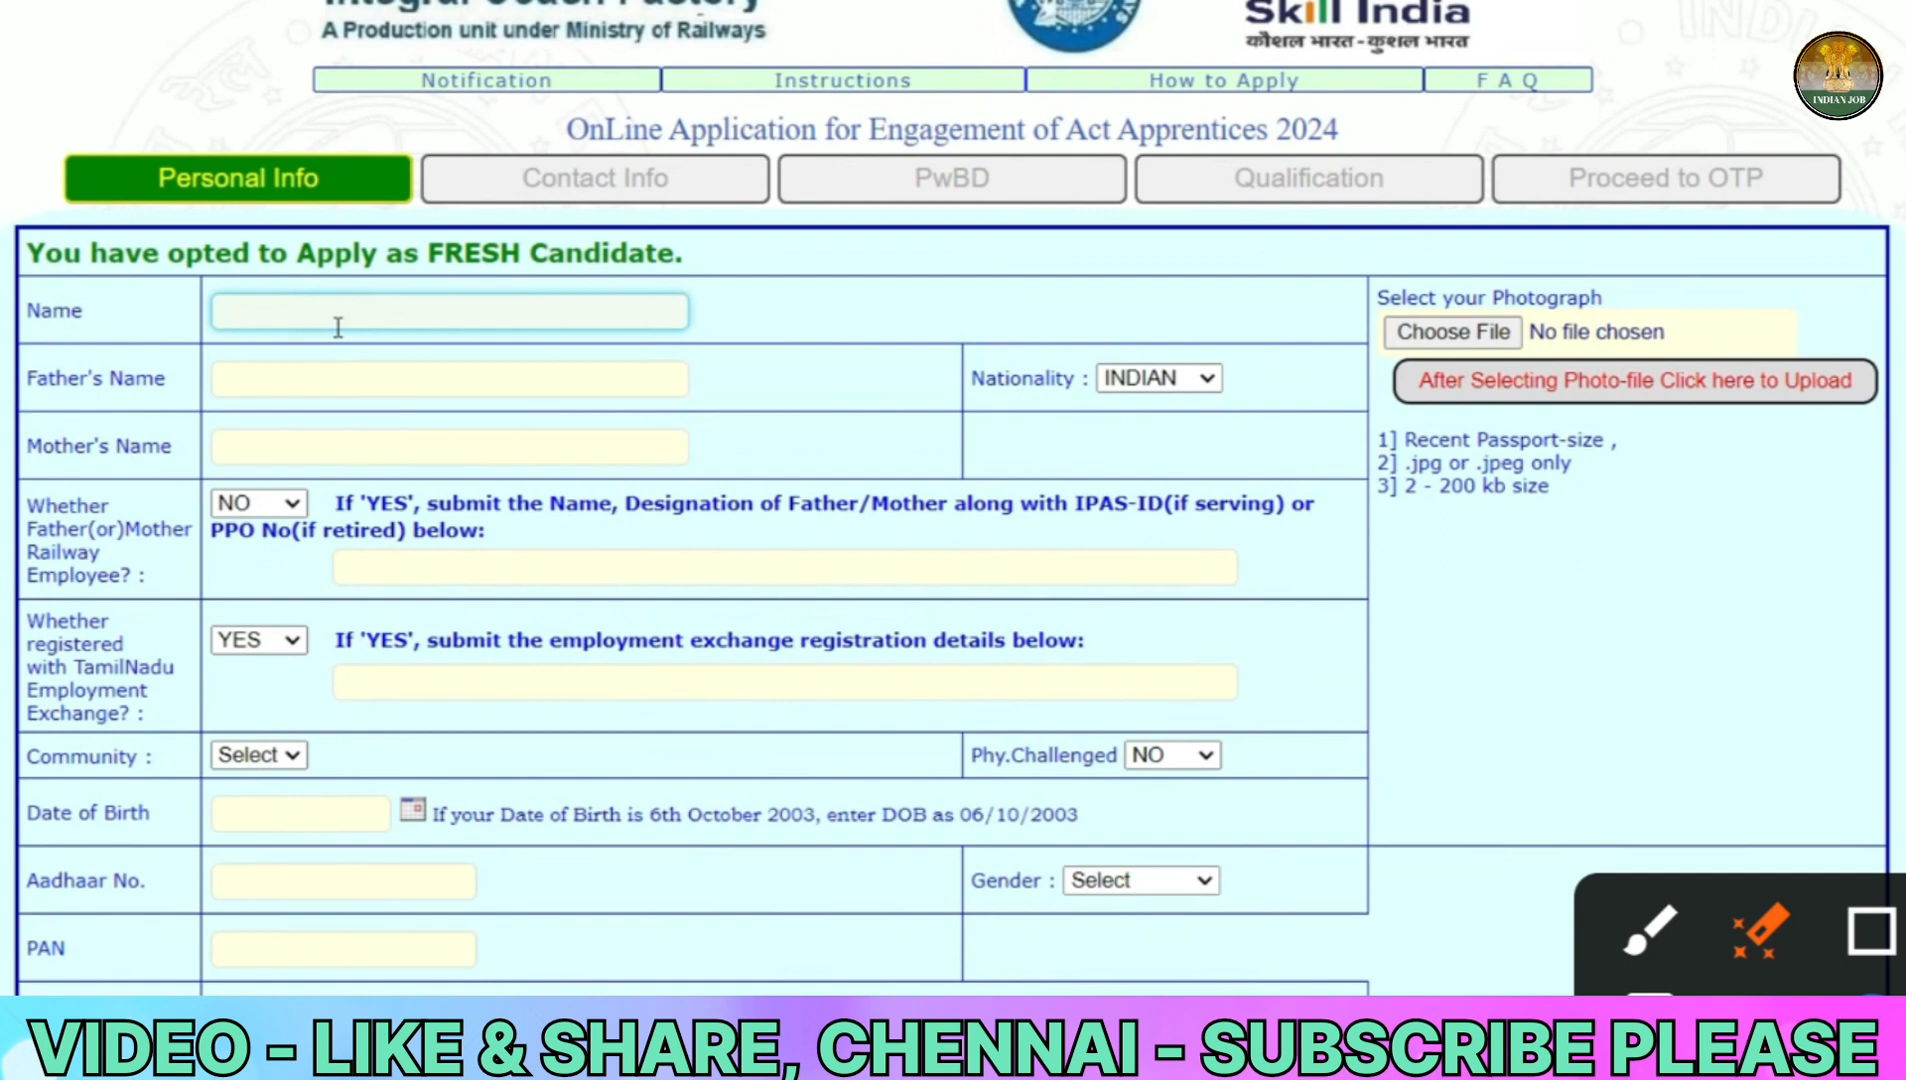 Integral Coach Factory
A Production unit under Ministry of Railways
Skill India
कौशल भारत - कुशल भारत
INDIAN JOB
Notification Instructions How to Apply F A Q
OnLine Application for Engagement of Act Apprentices 2024
Personal Info Contact Info PwBD Qualification Proceed to OTP
You have opted to Apply as FRESH Candidate.
Name
Select your Photograph
Choose File No file chosen
Father's Name Nationality : INDIAN
After Selecting Photo-file Click here to Upload
Mother's Name
1] Recent Passport-size ,
2] .jpg or .jpeg only
3] 2 - 200 kb size
Whether
Father(or)Mother
Railway
Employee? :
NO If 'YES', submit the Name, Designation of Father/Mother along with IPAS-ID(if serving) or
PPO No(if retired) below:
Whether
registered
with TamilNadu
Employment
Exchange? :
YES If 'YES', submit the employment exchange registration details below:
Community : Select Phy.Challenged NO
Date of Birth If your Date of Birth is 6th October 2003, enter DOB as 06/10/2003
Aadhaar No. Gender : Select
PAN
VIDEO - LIKE & SHARE, CHENNAI - SUBSCRIBE PLEASE